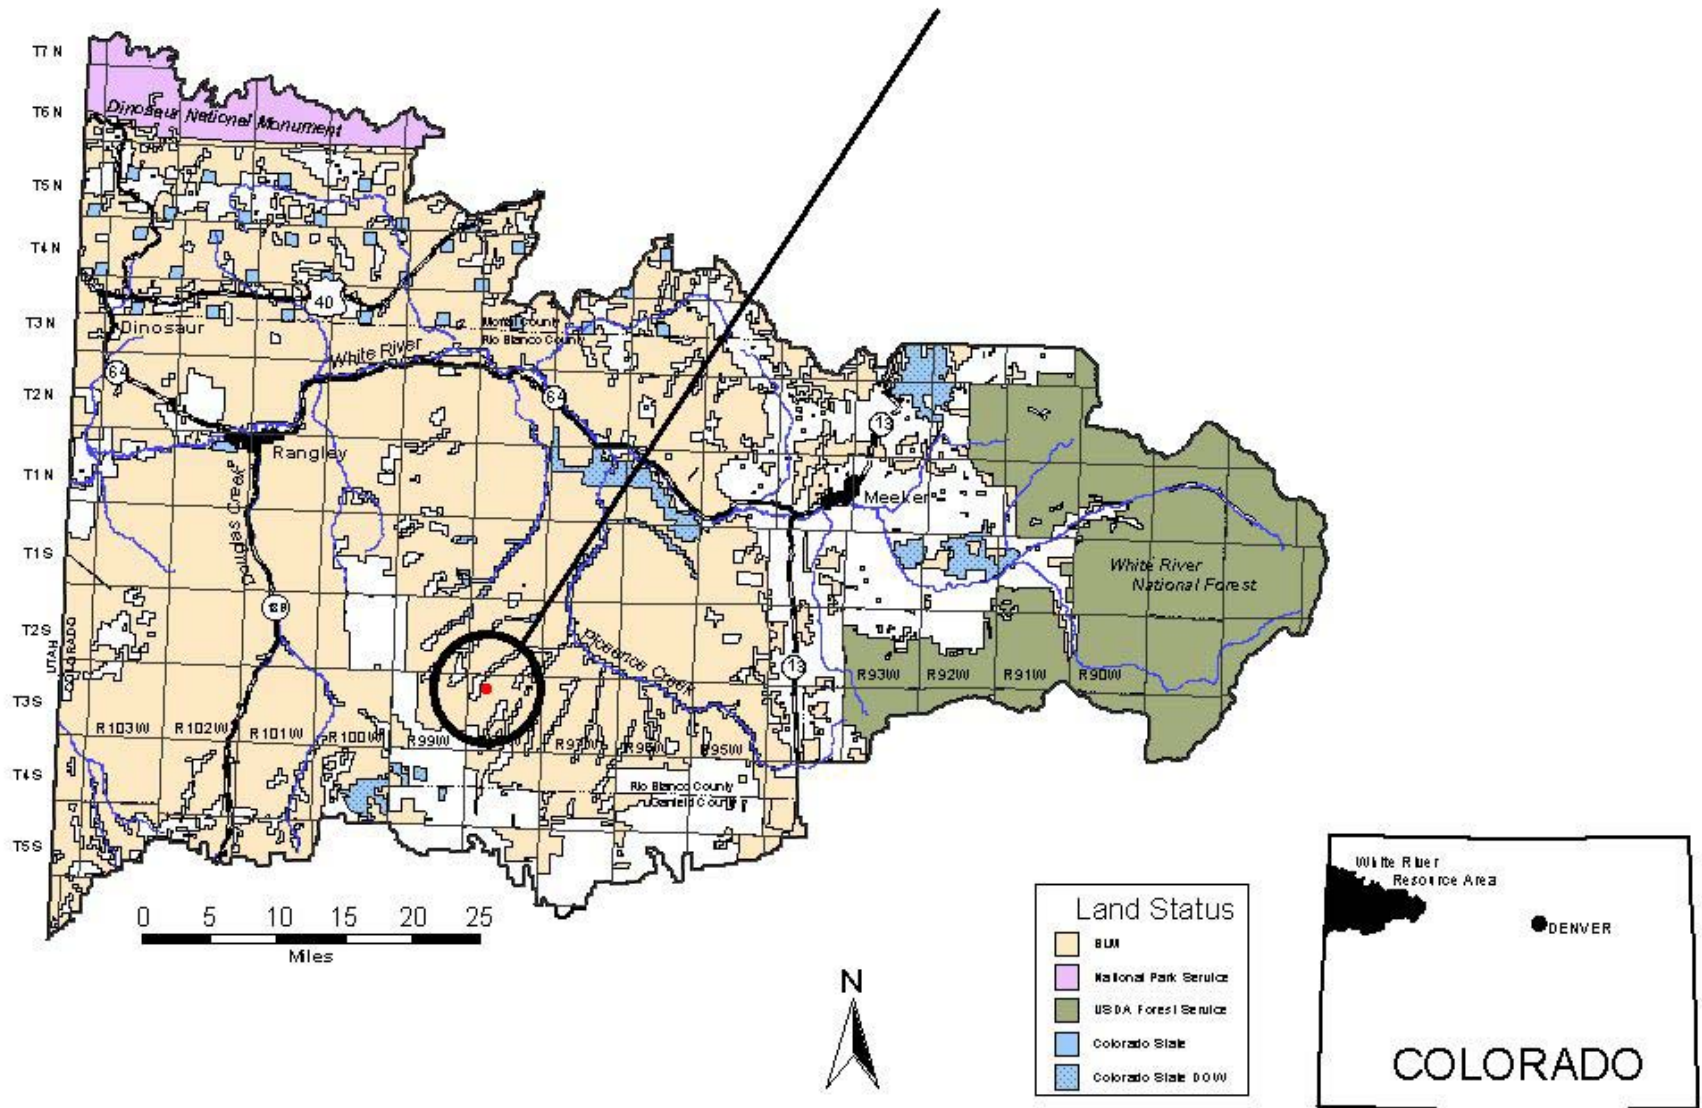 T7 N
T6 N
Dinosaur National Monument
T5 N
T4 N
40
T3 N
Dinosaur
Moffat County
Rio Blanco County
White River
64
T2 N
64
13
Rangley
T1 N
Meeker
Douglas Creek
T1S
White River
National Forest
139
T2S
UTAH
COLORADO
Piceance Creek
13
R93W
R92W
R91W
R90W
T3S
R103W
R102W
R101W
R100W
R99W
R97W
R96W
R95W
T4S
Rio Blanco County
Garfield County
T5S
0
5
10
15
20
25
Miles
N
Land Status
BLM
National Park Service
USDA Forest Service
Colorado State
Colorado State DOW
White River
Resource Area
DENVER
COLORADO